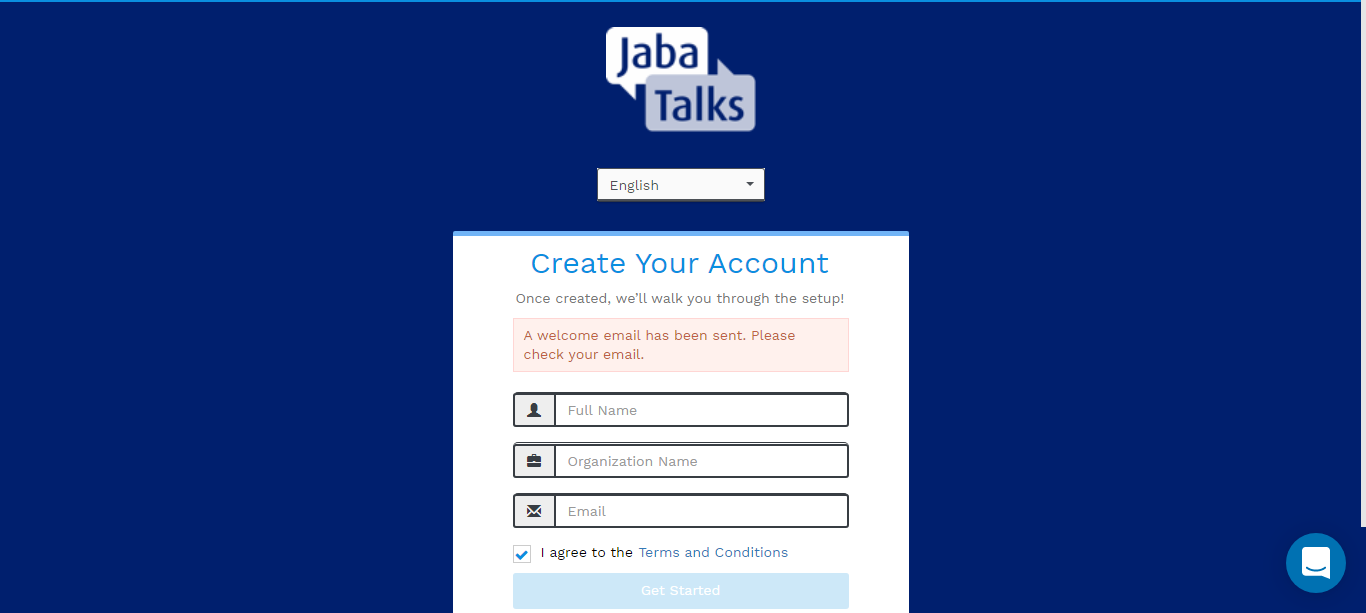 Jaba
Talks
English
Create Your Account
Once created, we’ll walk you through the setup!
A welcome email has been sent. Please
check your email.
Full Name
Organization Name
Email
I agree to the Terms and Conditions
Get Started